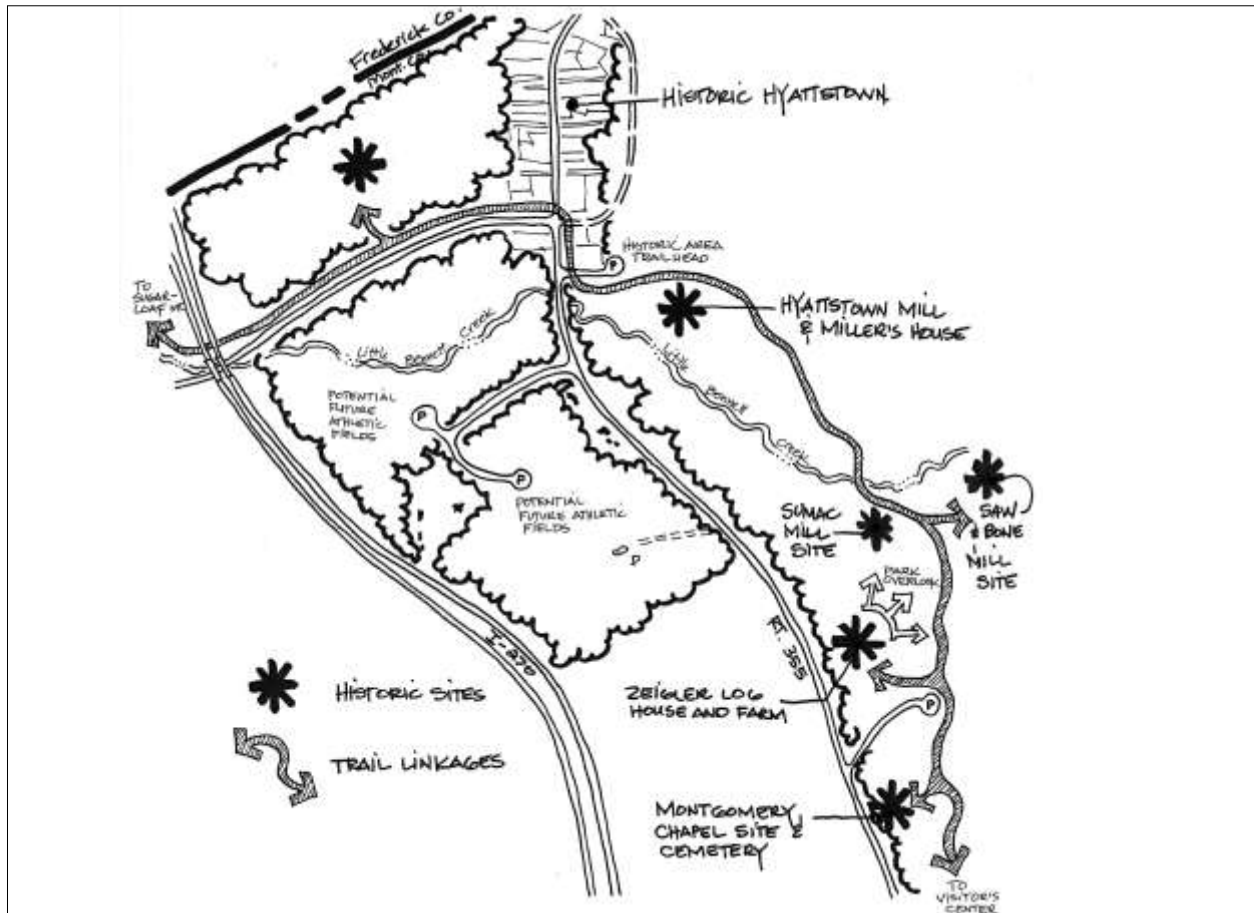 Frederick Co.
Mont. Co.
HISTORIC HYATTSTOWN
HISTORIC AREA
TRAIL HEAD
P
TO
SUGAR-
LOAF MT.
HYATTSTOWN MILL
& MILLER'S HOUSE
Little Bennett Creek
Little Bennett Creek
POTENTIAL
FUTURE
ATHLETIC
FIELDS
P
P
POTENTIAL
FUTURE ATHLETIC
FIELDS
P
SUMAC
MILL
SITE
SAW
& BONE
MILL
SITE
PARK
OVERLOOK
RT. 355
I-270
ZEIGLER LOG
HOUSE AND FARM
P
HISTORIC SITES
TRAIL LINKAGES
MONTGOMERY
CHAPEL SITE &
CEMETERY
TO
VISITOR'S
CENTER